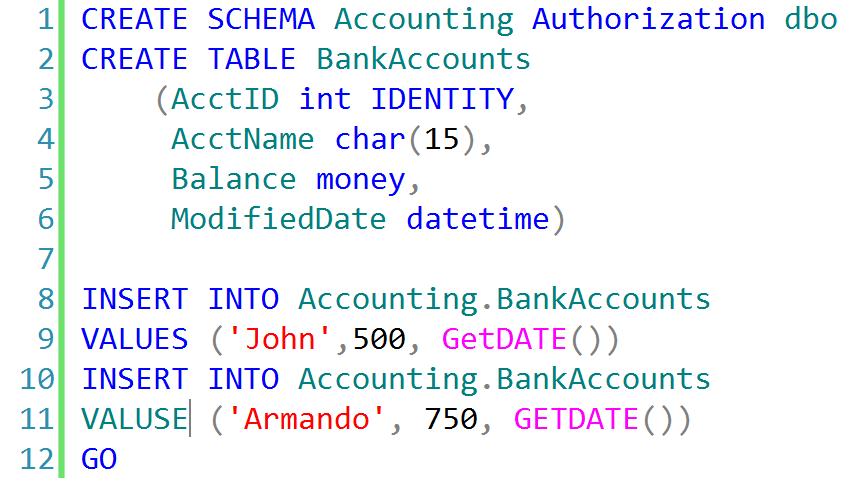 1 CREATE SCHEMA Accounting Authorization dbo
2 CREATE TABLE BankAccounts
3 (AcctID int IDENTITY,
4 AcctName char(15),
5 Balance money,
6 ModifiedDate datetime)
7
8 INSERT INTO Accounting.BankAccounts
9 VALUES ('John',500, GetDATE())
10 INSERT INTO Accounting.BankAccounts
11 VALUSE ('Armando', 750, GETDATE())
12 GO